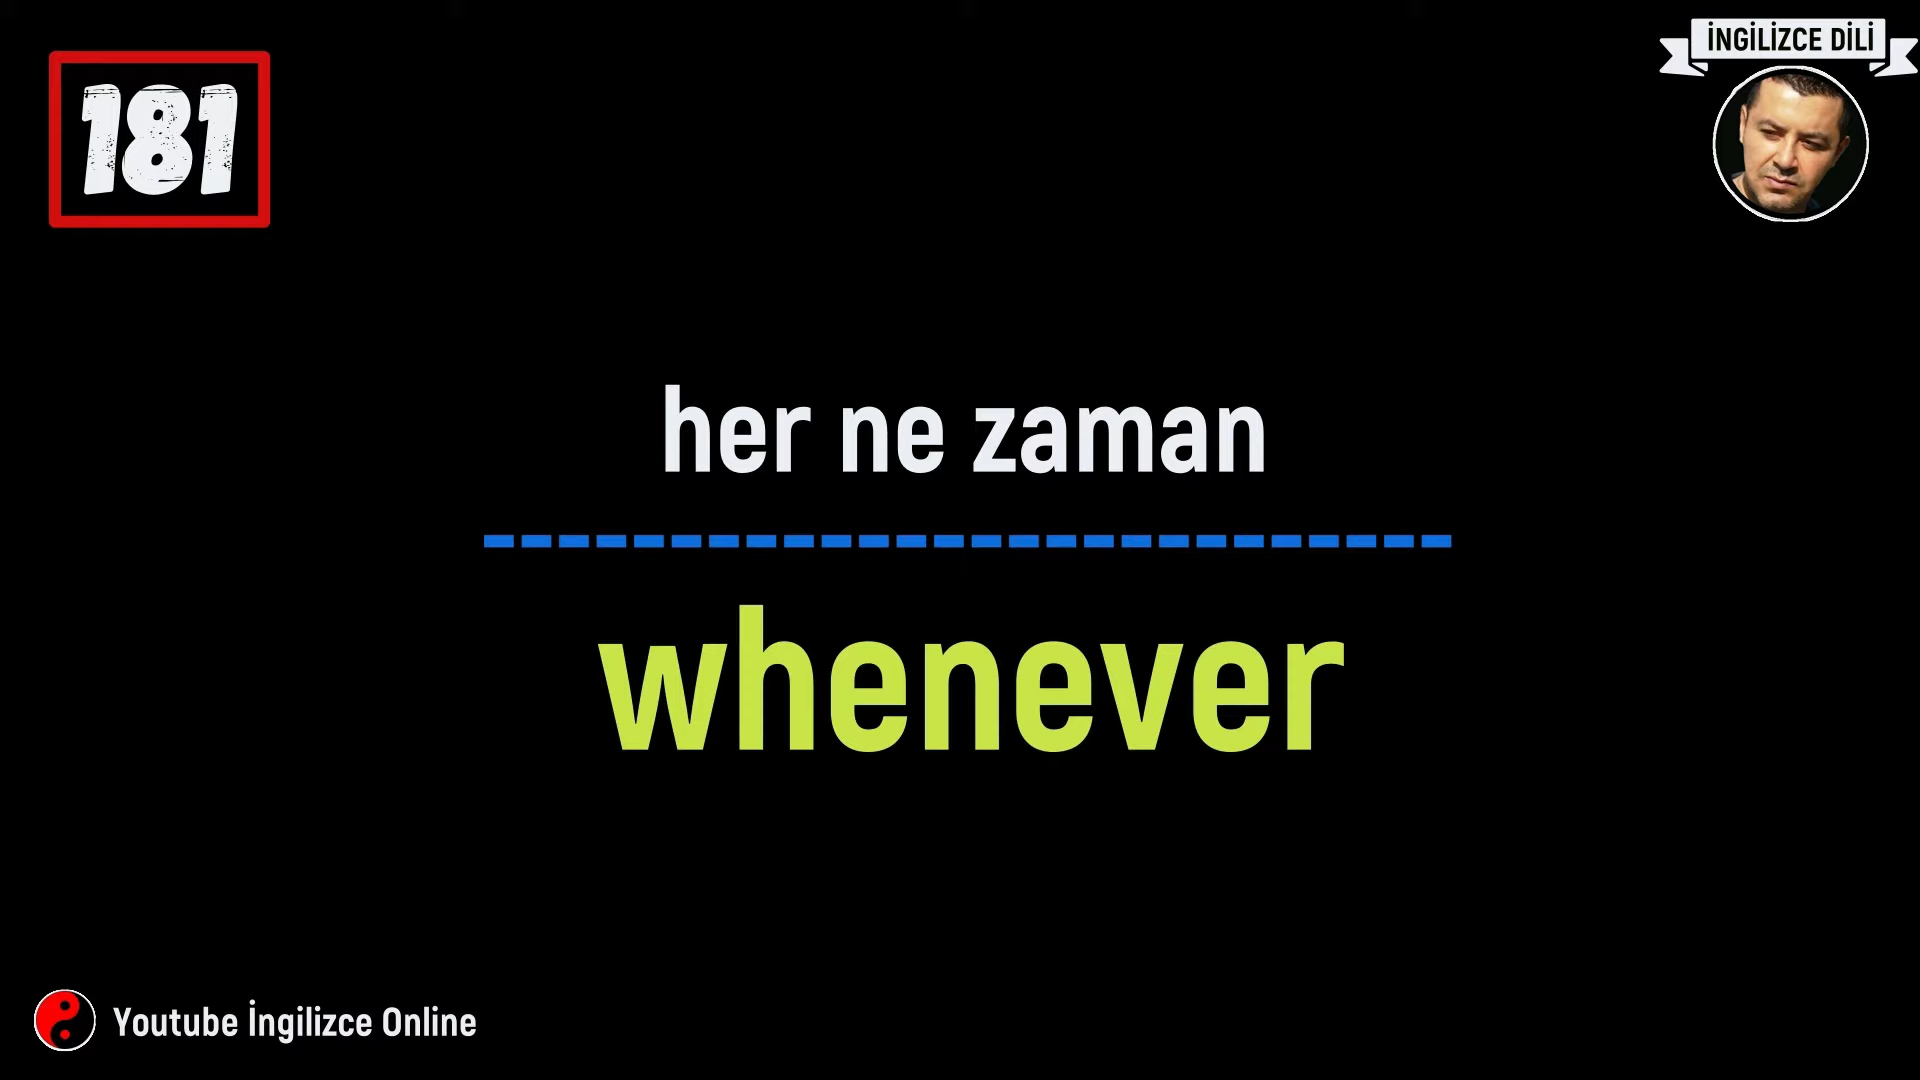 181
İNGİLİZCE DİLİ
her ne zaman
whenever
Youtube İngilizce Online